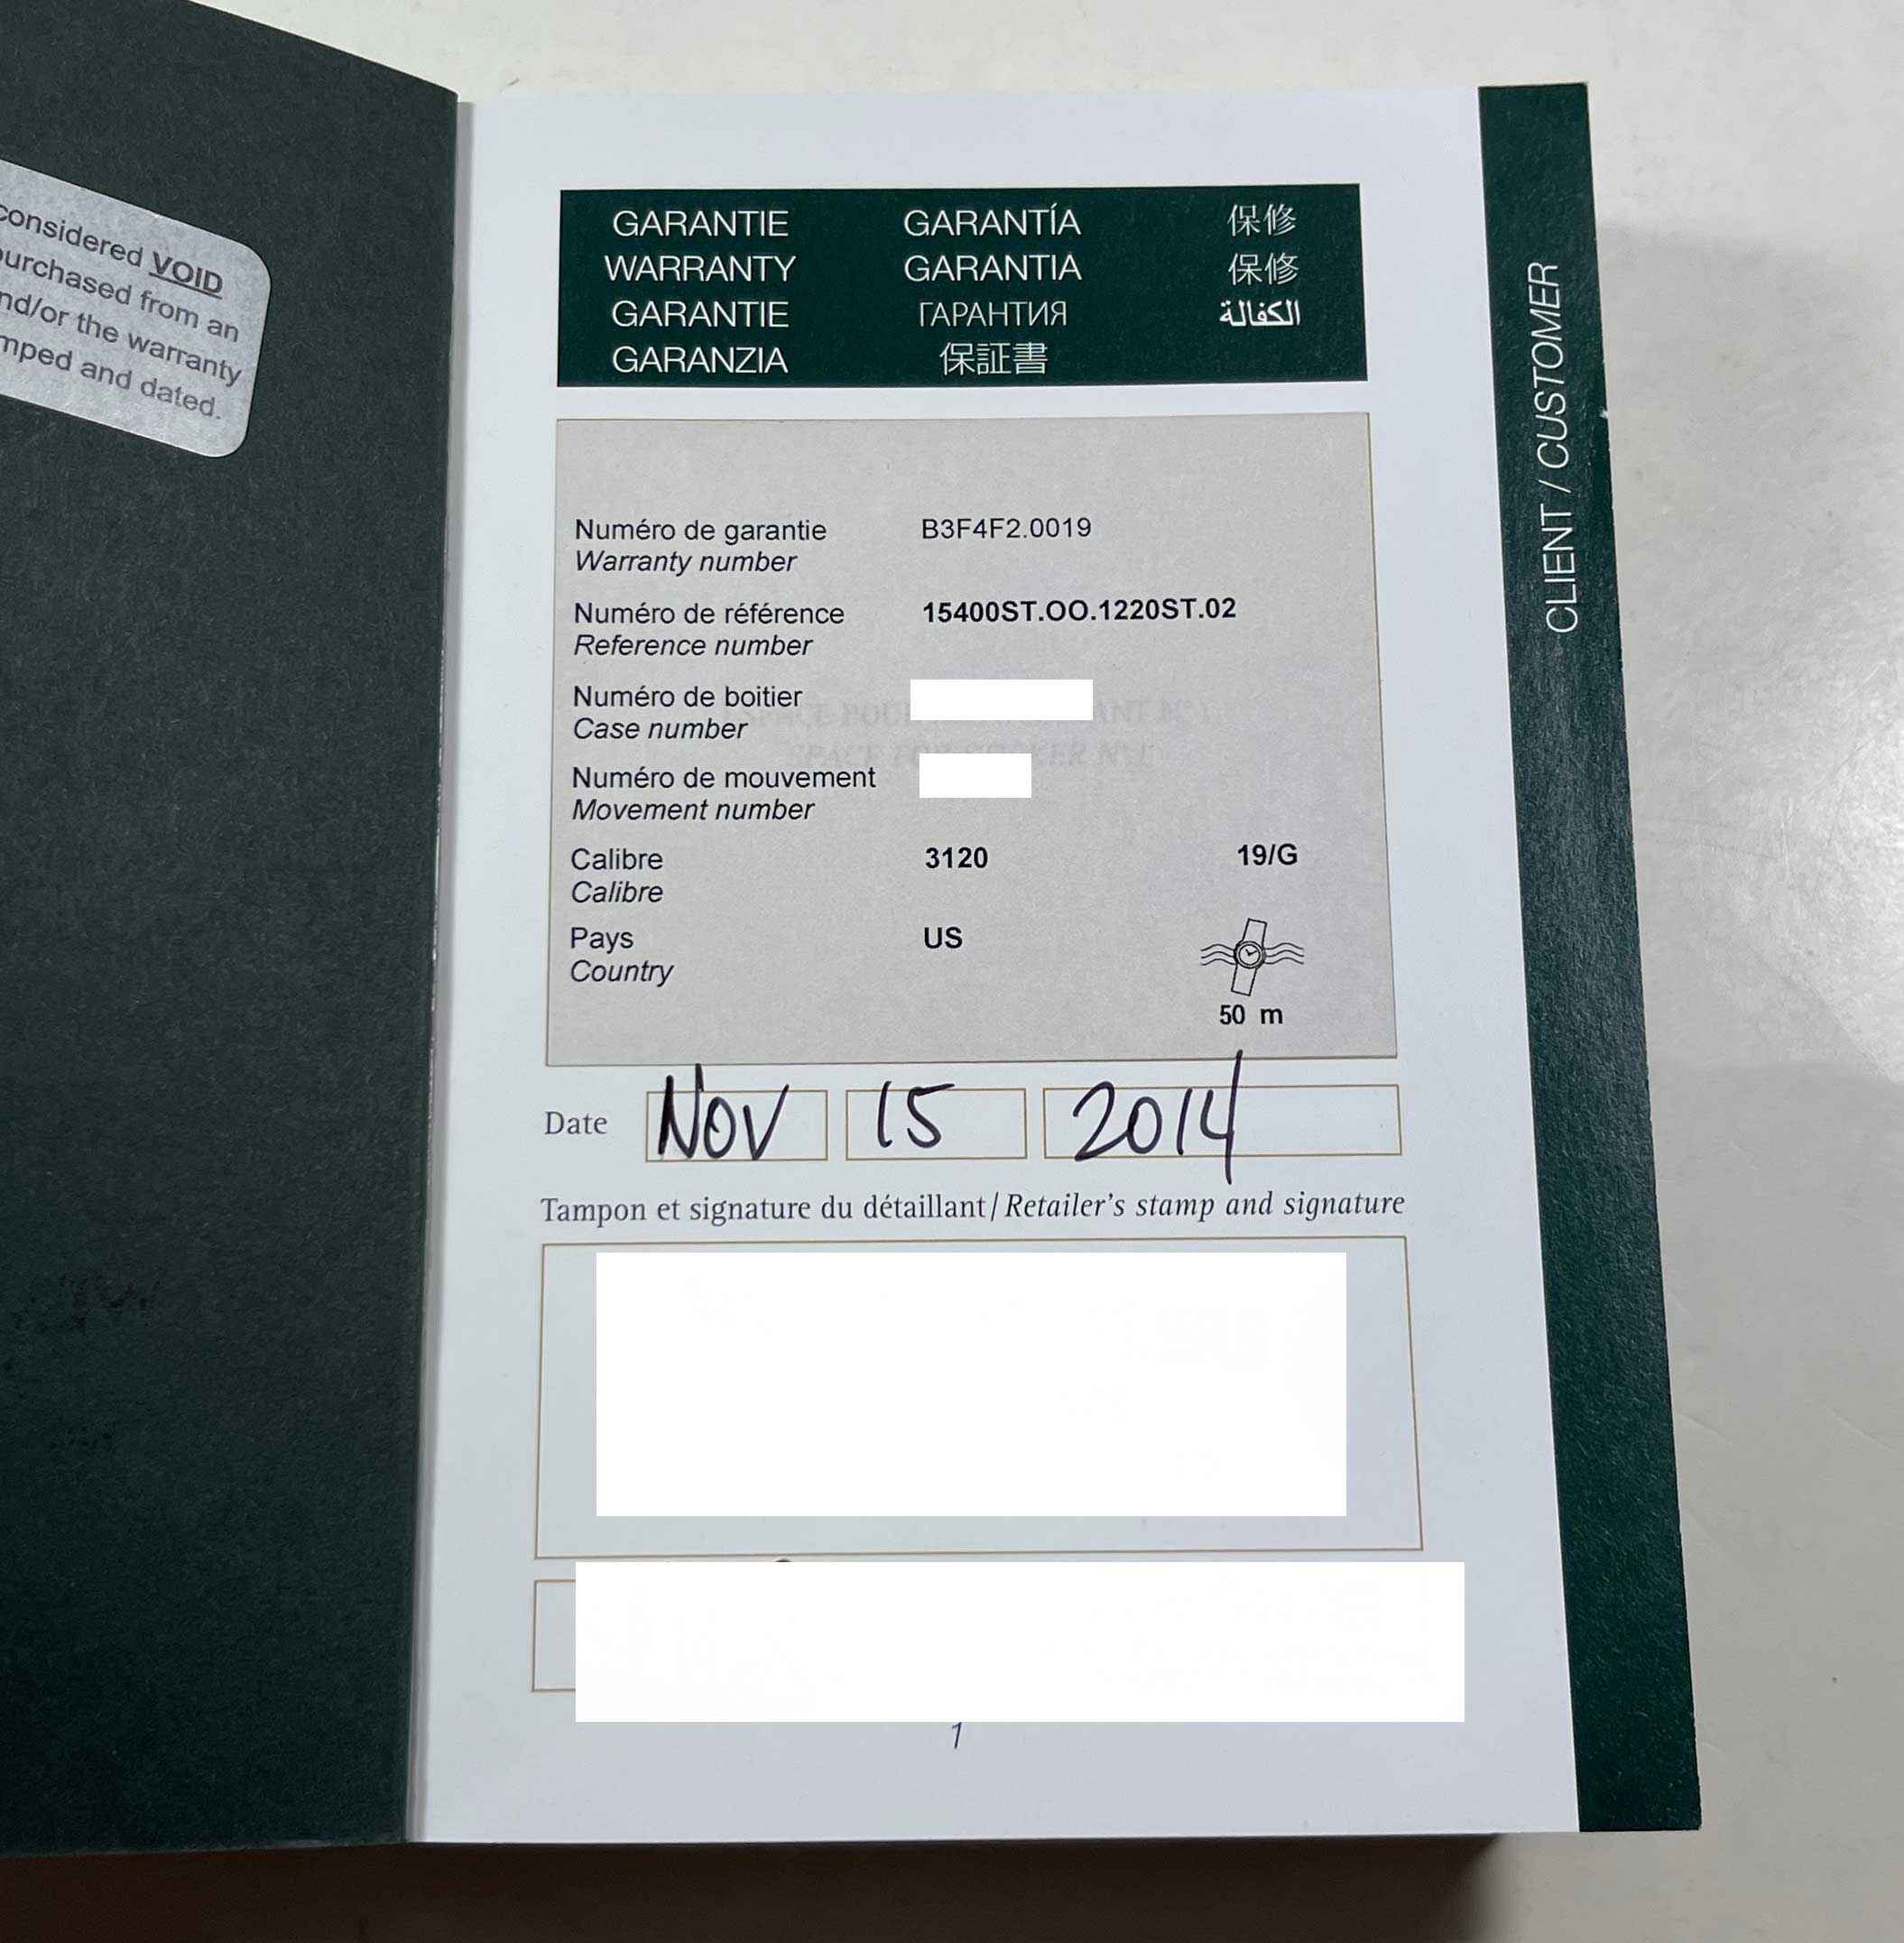 considered VOID
purchased from an
nd/or the warranty
mped and dated.
GARANTIE GARANTÍA 保修
WARRANTY GARANTIA 保修
GARANTIE ГАРАНТИЯ الكفالة
GARANZIA 保証書
CLIENT / CUSTOMER
Numéro de garantie B3F4F2.0019
Warranty number
Numéro de référence 15400ST.OO.1220ST.02
Reference number
Numéro de boitier
Case number
Numéro de mouvement
Movement number
Calibre 3120 19/G
Calibre
Pays US
Country
50 m
Date Nov 15 2014
Tampon et signature du détaillant/Retailer's stamp and signature
1